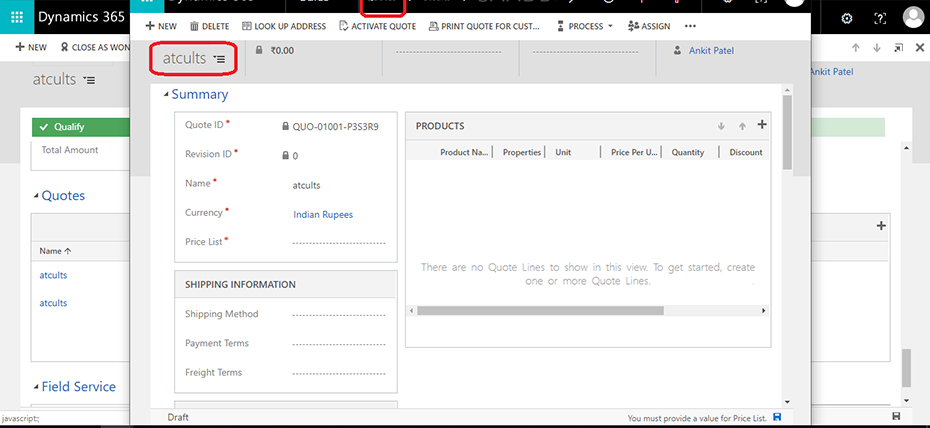 Dynamics 365
NEW DELETE LOOK UP ADDRESS ACTIVATE QUOTE PRINT QUOTE FOR CUST... PROCESS ASSIGN ...
NEW CLOSE AS WON
atcults
₹0.00
Ankit Patel
atcults
Ankit Patel
Summary
Quote ID * QUO-01001-P3S3R9
Revision ID * 0
Name * atcults
Currency * Indian Rupees
Price List *
PRODUCTS
Product Na... Properties Unit Price Per U... Quantity Discount
There are no Quote Lines to show in this view. To get started, create
one or more Quote Lines.
SHIPPING INFORMATION
Shipping Method
Payment Terms
Freight Terms
Qualify
Total Amount
Quotes
Name
atcults
atcults
Field Service
javascript:;
Draft
You must provide a value for Price List.